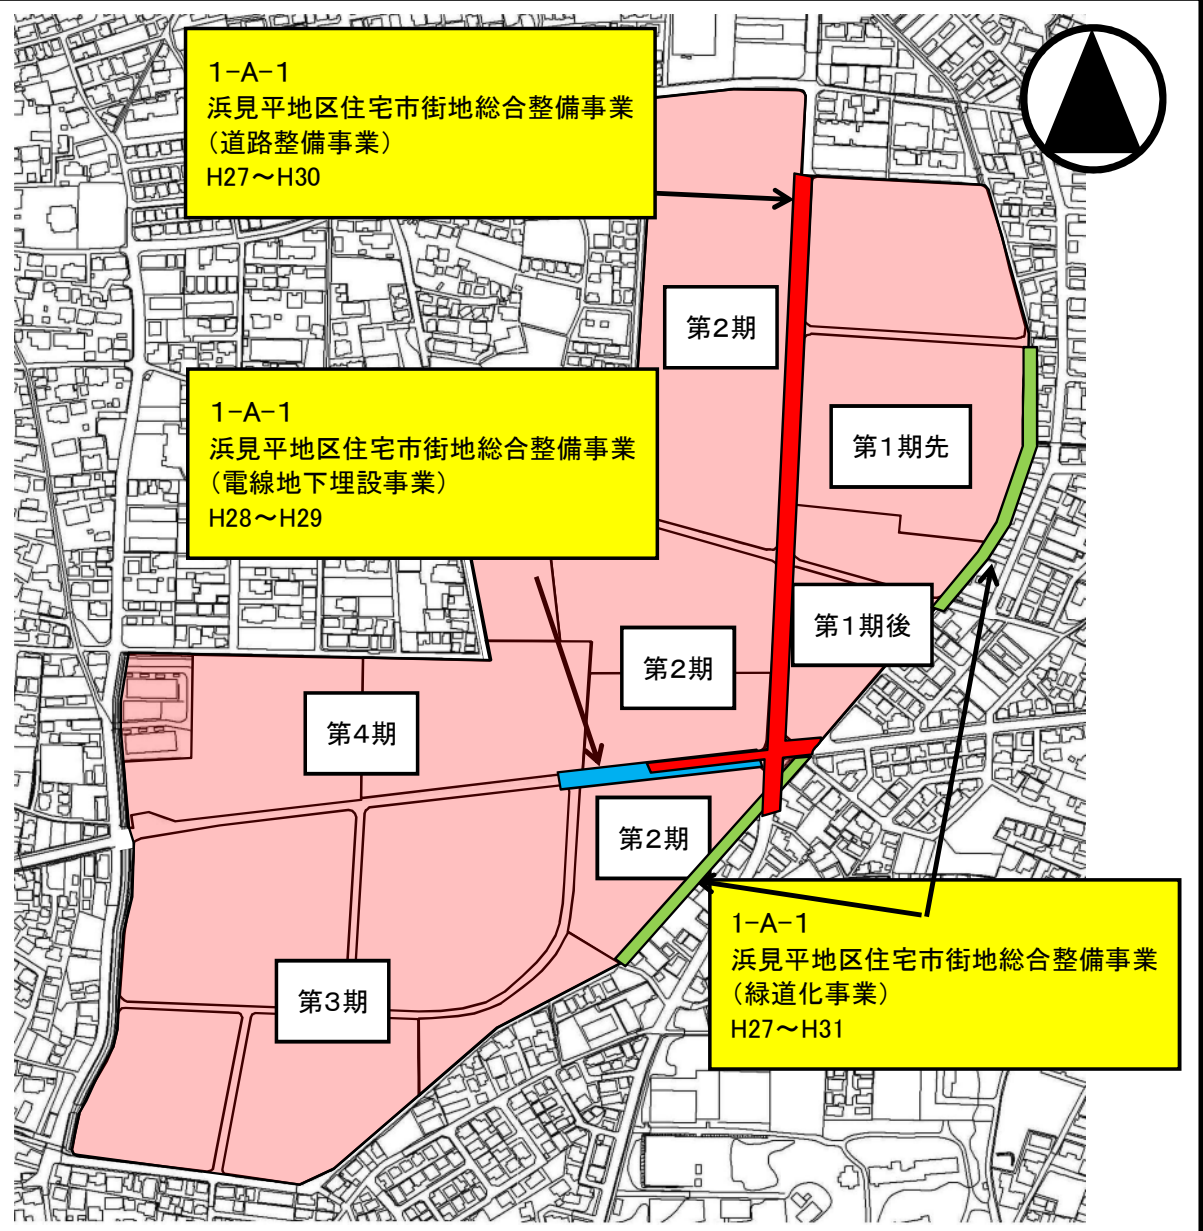 1-A-1
浜見平地区住宅市街地総合整備事業
(道路整備事業)
H27～H30
第2期
1-A-1
浜見平地区住宅市街地総合整備事業
(電線地下埋設事業)
H28～H29
第1期先
第1期後
第2期
第4期
第2期
1-A-1
浜見平地区住宅市街地総合整備事業
(緑道化事業)
H27～H31
第3期